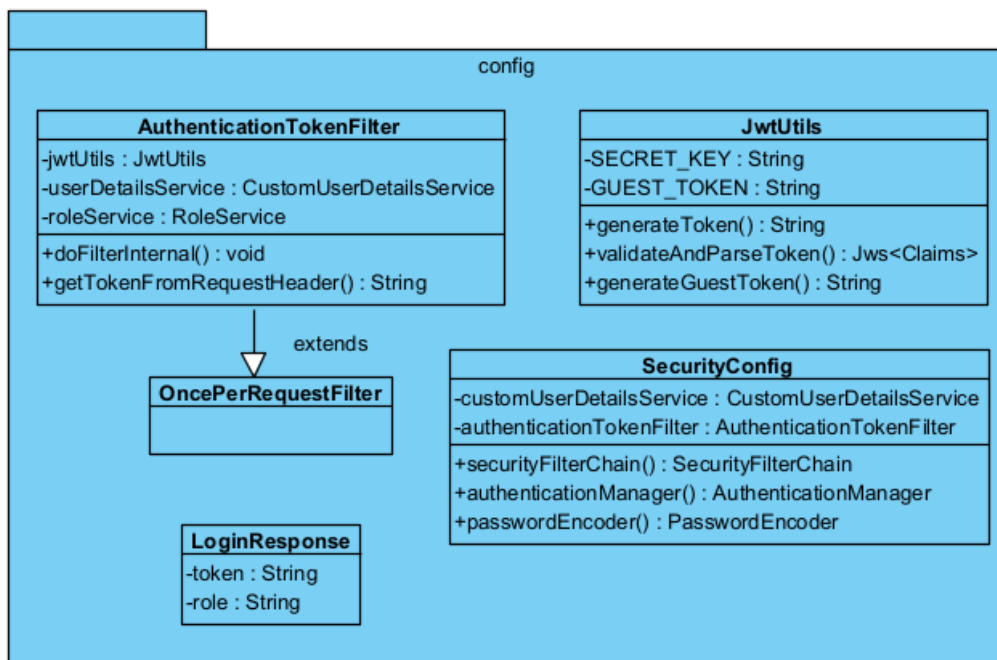 config
AuthenticationTokenFilter
-jwtUtils : JwtUtils
-userDetailsService : CustomUserDetailsService
-roleService : RoleService
+doFilterInternal() : void
+getTokenFromRequestHeader() : String
JwtUtils
-SECRET_KEY : String
-GUEST_TOKEN : String
+generateToken() : String
+validateAndParseToken() : Jws<Claims>
+generateGuestToken() : String
extends
OncePerRequestFilter
SecurityConfig
-customUserDetailsService : CustomUserDetailsService
-authenticationTokenFilter : AuthenticationTokenFilter
+securityFilterChain() : SecurityFilterChain
+authenticationManager() : AuthenticationManager
+passwordEncoder() : PasswordEncoder
LoginResponse
-token : String
-role : String